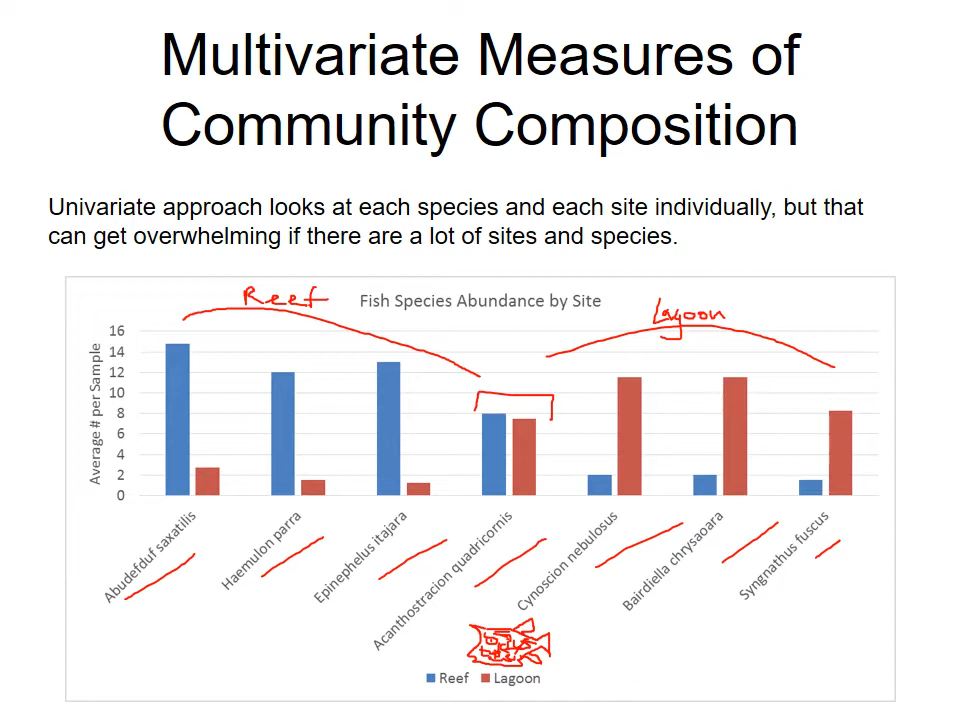 Multivariate Measures of
Community Composition
Univariate approach looks at each species and each site individually, but that
can get overwhelming if there are a lot of sites and species.
Reef
Fish Species Abundance by Site
Lagoon
Average # per Sample
16
14
12
10
8
6
4
2
0
Abudefduf saxatilis
Haemulon parra
Epinephelus itajara
Acanthostracion quadricornis
Cynoscion nebulosus
Bairdiella chrysaoara
Syngnathus fuscus
Reef Lagoon